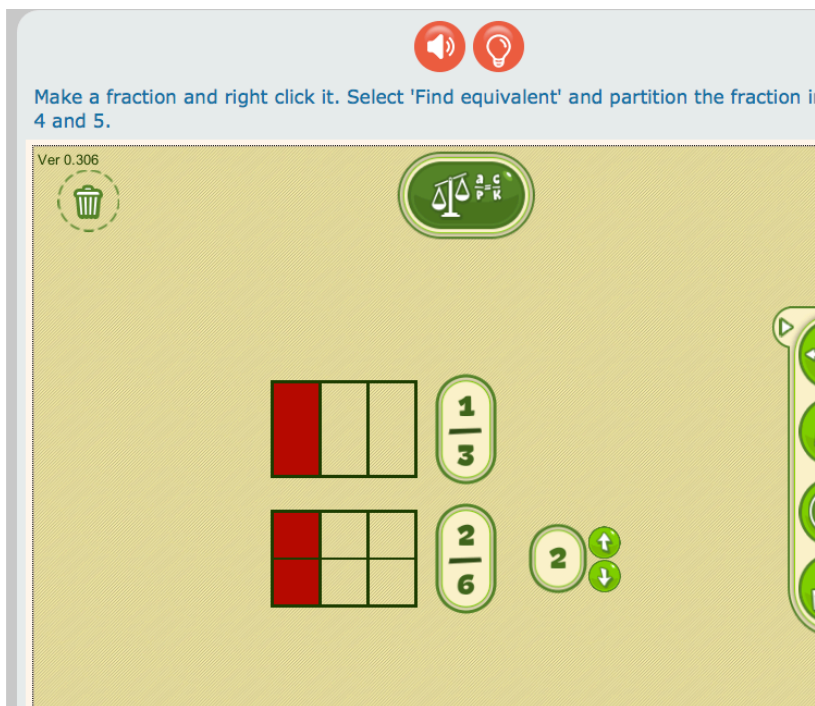 Make a fraction and right click it. Select 'Find equivalent' and partition the fraction
4 and 5.
Ver 0.306
a/P = c/K
1
3
2
6
2